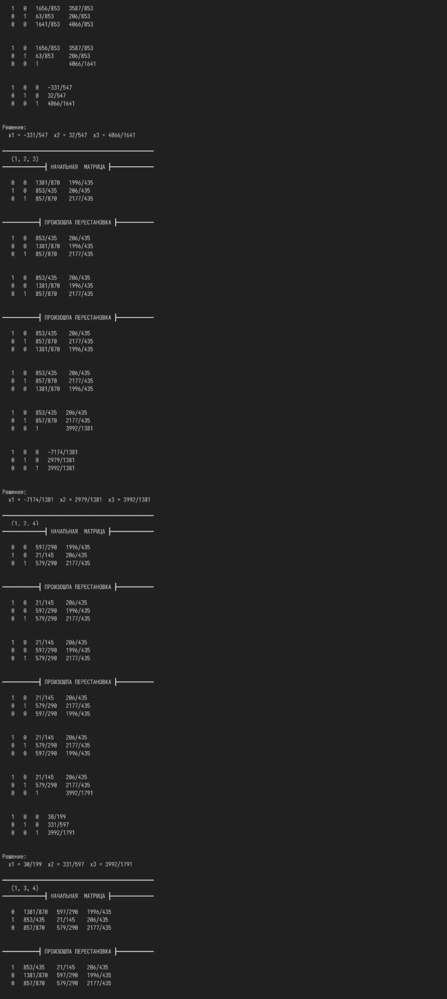 1 0 1656/853 3587/853
0 1 63/853 206/853
0 0 1641/853 4066/853
1 0 1656/853 3587/853
0 1 63/853 206/853
0 0 1 4066/1641
1 0 0 -331/547
0 1 0 32/547
0 0 1 4066/1641
Решение:
x1 = -331/547 x2 = 32/547 x3 = 4066/1641
(1, 2, 3)
НАЧАЛЬНАЯ МАТРИЦА
0 0 1381/870 1996/435
1 0 853/435 206/435
0 1 857/870 2177/435
ПРОИЗОШЛА ПЕРЕСТАНОВКА
1 0 853/435 206/435
0 0 1381/870 1996/435
0 1 857/870 2177/435
1 0 853/435 206/435
0 0 1381/870 1996/435
0 1 857/870 2177/435
ПРОИЗОШЛА ПЕРЕСТАНОВКА
1 0 853/435 206/435
0 1 857/870 2177/435
0 0 1381/870 1996/435
1 0 853/435 206/435
0 1 857/870 2177/435
0 0 1381/870 1996/435
1 0 853/435 206/435
0 1 857/870 2177/435
0 0 1 3992/1381
1 0 0 -7174/1381
0 1 0 2979/1381
0 0 1 3992/1381
Решение:
x1 = -7174/1381 x2 = 2979/1381 x3 = 3992/1381
(1, 2, 4)
НАЧАЛЬНАЯ МАТРИЦА
0 0 597/290 1996/435
1 0 21/145 206/435
0 1 579/290 2177/435
ПРОИЗОШЛА ПЕРЕСТАНОВКА
1 0 21/145 206/435
0 0 597/290 1996/435
0 1 579/290 2177/435
1 0 21/145 206/435
0 0 597/290 1996/435
0 1 579/290 2177/435
ПРОИЗОШЛА ПЕРЕСТАНОВКА
1 0 21/145 206/435
0 1 579/290 2177/435
0 0 597/290 1996/435
1 0 21/145 206/435
0 1 579/290 2177/435
0 0 597/290 1996/435
1 0 21/145 206/435
0 1 579/290 2177/435
0 0 1 3992/1791
1 0 0 30/199
0 1 0 331/597
0 0 1 3992/1791
Решение:
x1 = 30/199 x2 = 331/597 x3 = 3992/1791
(1, 3, 4)
НАЧАЛЬНАЯ МАТРИЦА
0 1381/870 597/290 1996/435
1 853/435 21/145 206/435
0 857/870 579/290 2177/435
ПРОИЗОШЛА ПЕРЕСТАНОВКА
1 853/435 21/145 206/435
0 1381/870 597/290 1996/435
0 857/870 579/290 2177/435